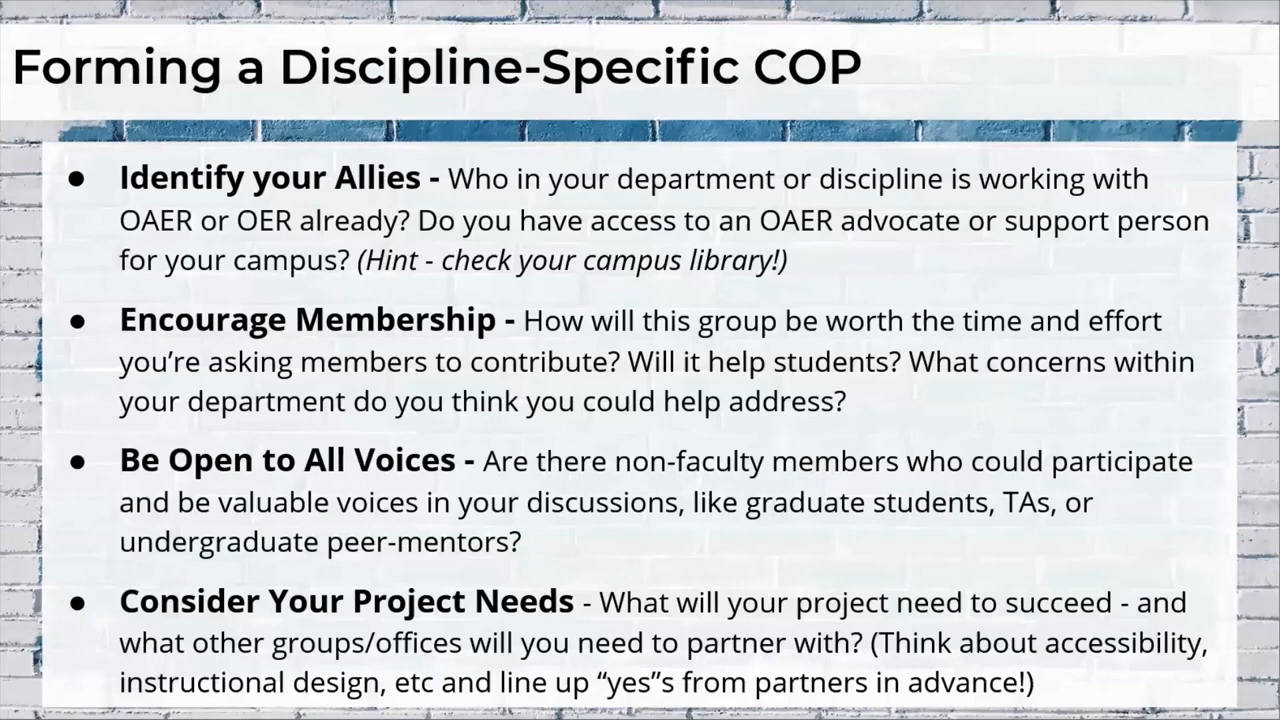 Forming a Discipline-Specific COP
● Identify your Allies - Who in your department or discipline is working with
OAER or OER already? Do you have access to an OAER advocate or support person
for your campus? (Hint - check your campus library!)
● Encourage Membership - How will this group be worth the time and effort
you’re asking members to contribute? Will it help students? What concerns within
your department do you think you could help address?
● Be Open to All Voices - Are there non-faculty members who could participate
and be valuable voices in your discussions, like graduate students, TAs, or
undergraduate peer-mentors?
● Consider Your Project Needs - What will your project need to succeed - and
what other groups/offices will you need to partner with? (Think about accessibility,
instructional design, etc and line up “yes”s from partners in advance!)